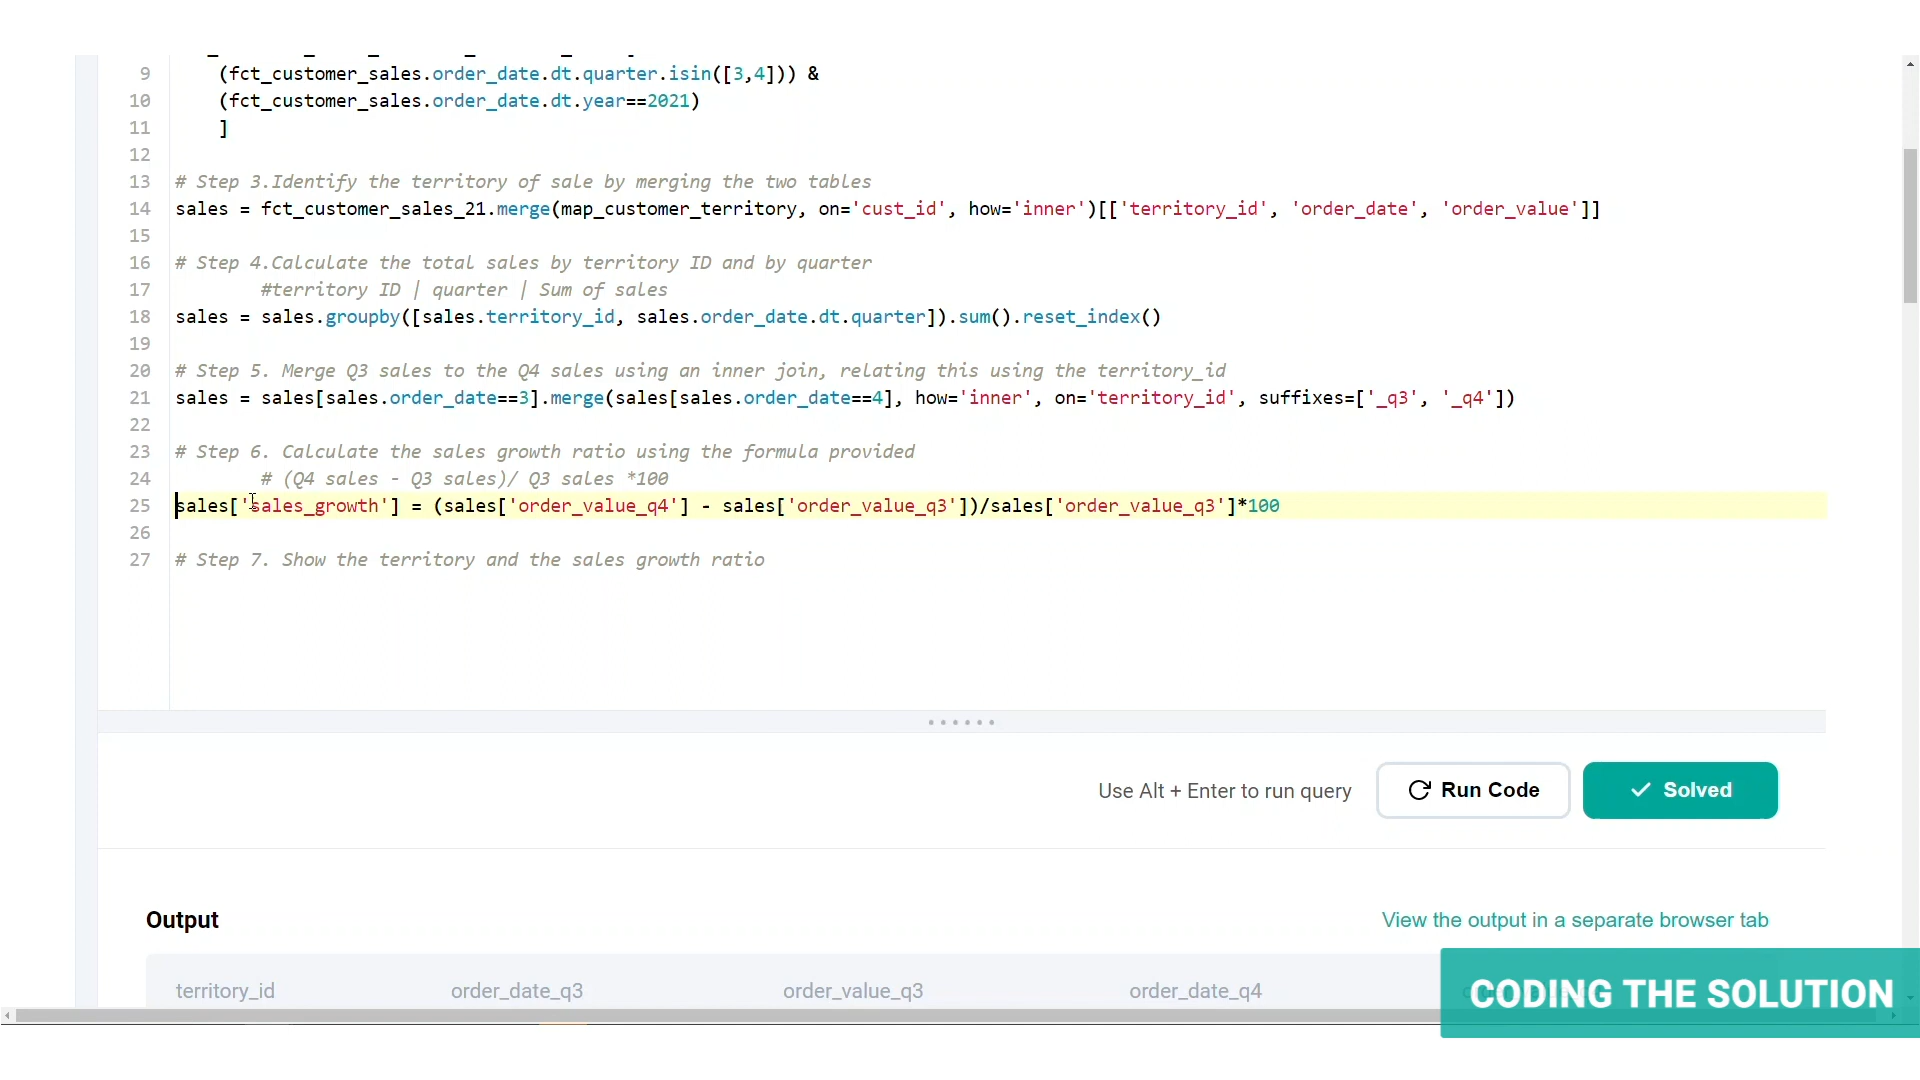 9 (fct_customer_sales.order_date.dt.quarter.isin([3,4])) &
10 (fct_customer_sales.order_date.dt.year==2021)
11 ]
12
13 # Step 3.Identify the territory of sale by merging the two tables
14 sales = fct_customer_sales_21.merge(map_customer_territory, on='cust_id', how='inner')[['territory_id', 'order_date', 'order_value']]
15
16 # Step 4.Calculate the total sales by territory ID and by quarter
17 #territory ID | quarter | Sum of sales
18 sales = sales.groupby([sales.territory_id, sales.order_date.dt.quarter]).sum().reset_index()
19
20 # Step 5. Merge Q3 sales to the Q4 sales using an inner join, relating this using the territory_id
21 sales = sales[sales.order_date==3].merge(sales[sales.order_date==4], how='inner', on='territory_id', suffixes=['_q3', '_q4'])
22
23 # Step 6. Calculate the sales growth ratio using the formula provided
24 # (Q4 sales - Q3 sales)/ Q3 sales *100
25 sales['sales_growth'] = (sales['order_value_q4'] - sales['order_value_q3'])/sales['order_value_q3']*100
26
27 # Step 7. Show the territory and the sales growth ratio
Use Alt + Enter to run query Run Code Solved
Output View the output in a separate browser tab
territory_id order_date_q3 order_value_q3 order_date_q4
CODING THE SOLUTION